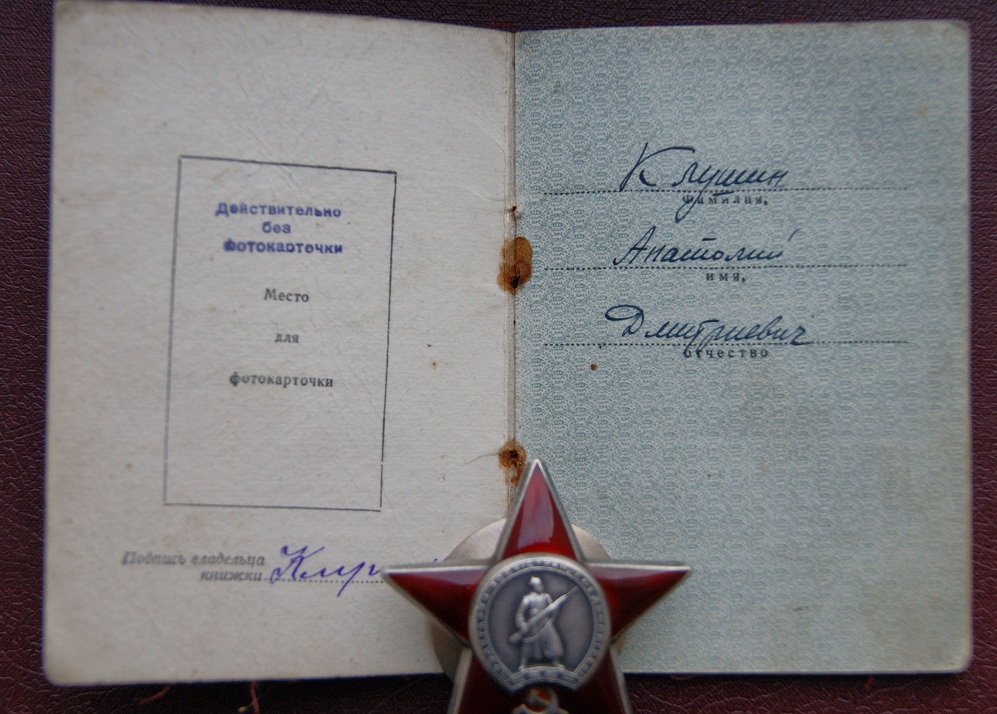 Действительно
без
фотокарточки
Место
для
фотокарточки
Подпись владельца
книжки
Клушин
фамилия,
Анатолий
имя,
Дмитриевич
отчество